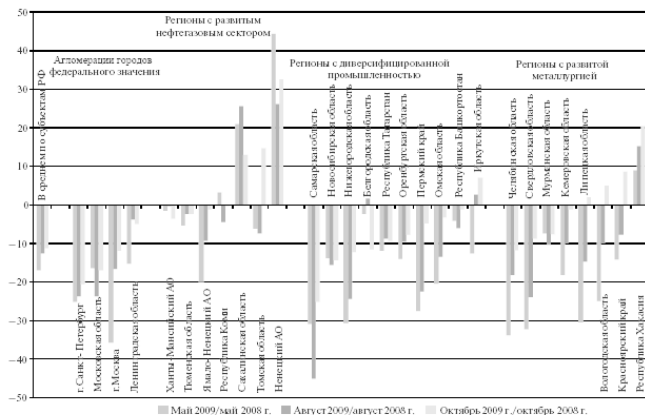 50
40
30
20
10
0
−10
−20
−30
−40
−50
Агломерации городов
федерального значения
Регионы с развитым
нефтегазовым сектором
Регионы с диверсифицированной
промышленностью
Регионы с развитой
металлургией
В среднем по субъектам РФ
г. Санкт-Петербург
Московская область
г. Москва
Ленинградская область
Ханты-Мансийский АО
Тюменская область
Ямало-Ненецкий АО
Республика Коми
Сахалинская область
Томская область
Ненецкий АО
Самарская область
Новосибирская область
Нижегородская область
Белгородская область
Республика Татарстан
Оренбургская область
Пермский край
Омская область
Республика Башкортостан
Иркутская область
Челябинская область
Свердловская область
Мурманская область
Кемеровская область
Липецкая область
Вологодская область
Красноярский край
Республика Хакасия
Май 2009/май 2008 г.
Август 2009/август 2008 г.
Октябрь 2009 г./октябрь 2008 г.